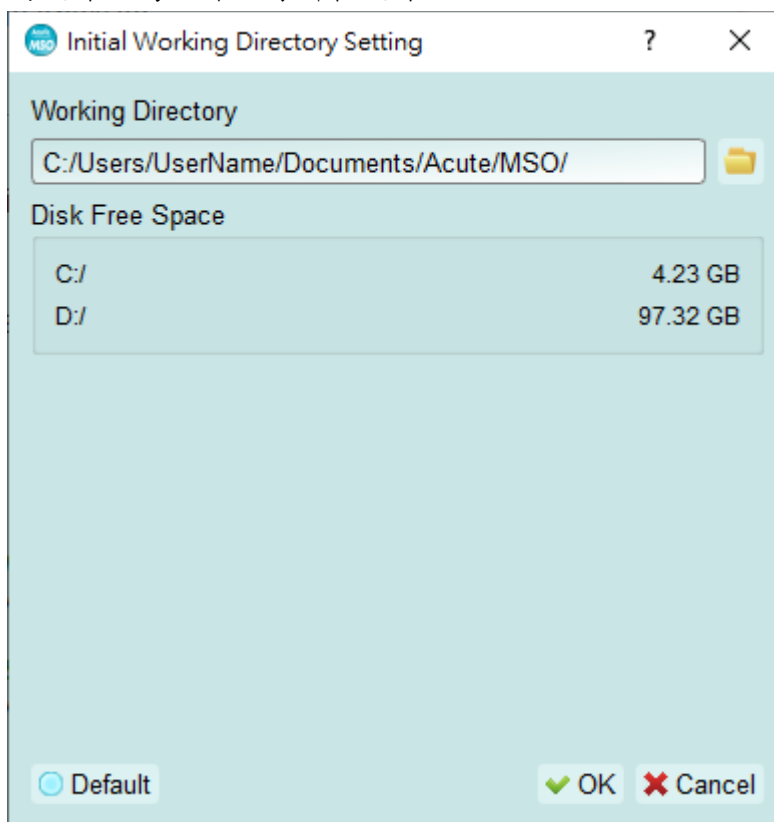 Initial Working Directory Setting
Working Directory
C:/Users/UserName/Documents/Acute/MSO/
Disk Free Space
C:/ 4.23 GB
D:/ 97.32 GB
Default OK Cancel